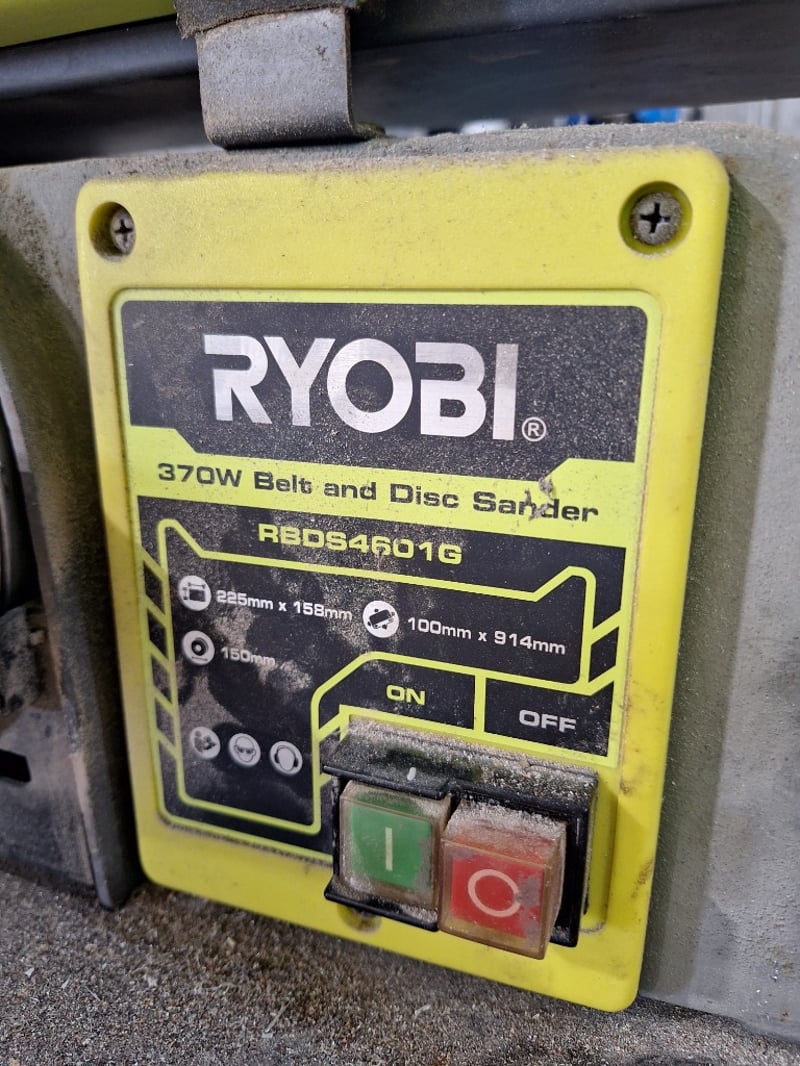 RYOBI®
370W Belt and Disc Sander
RBDS4601G
225mm x 158mm 100mm x 914mm
150mm
ON OFF
I O